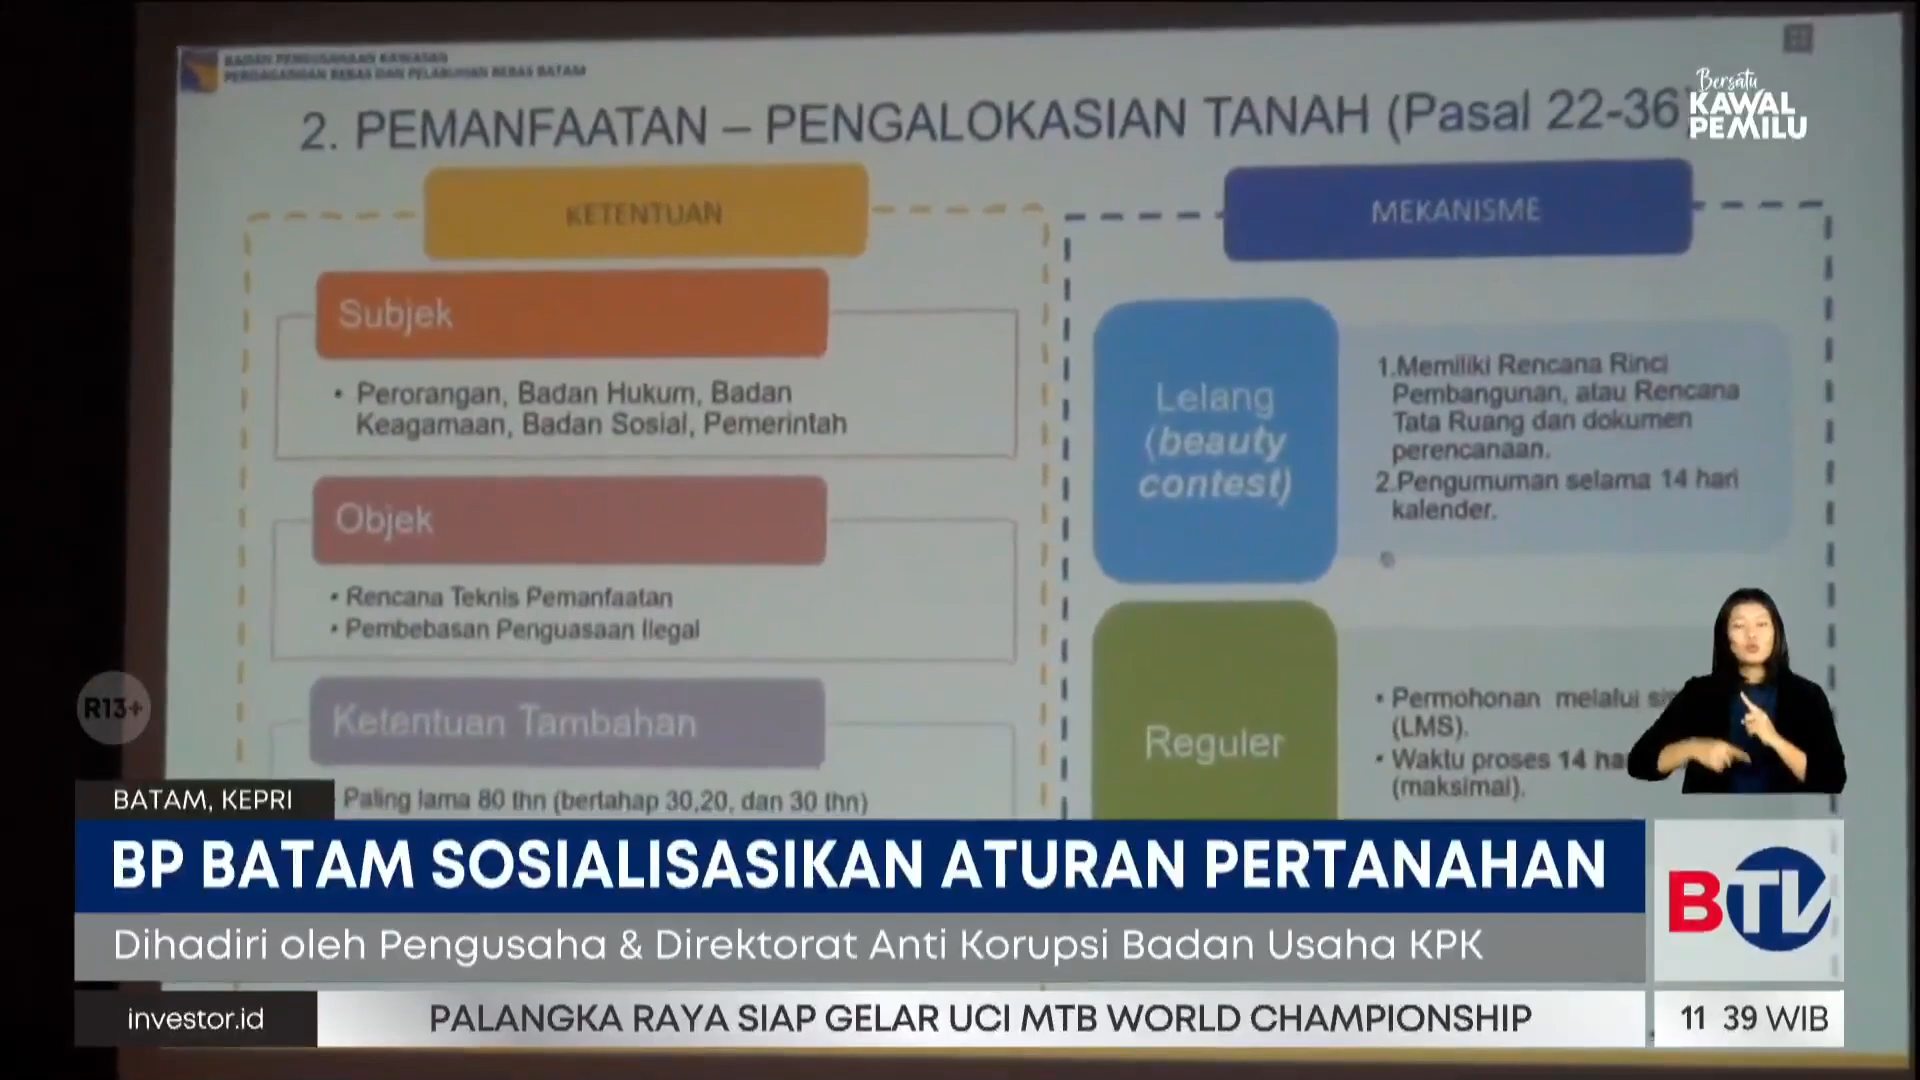 BADAN PENGUSAHAAN KAWASAN
PERDAGANGAN BEBAS DAN PELABUHAN BEBAS BATAM
Bersatu
KAWAL
PEMILU
2. PEMANFAATAN – PENGALOKASIAN TANAH (Pasal 22-36)
KETENTUAN
Subjek
• Perorangan, Badan Hukum, Badan
Keagamaan, Badan Sosial, Pemerintah
Objek
• Rencana Teknis Pemanfaatan
• Pembebasan Penguasaan Ilegal
Ketentuan Tambahan
Paling lama 80 thn (bertahap 30,20, dan 30 thn)
MEKANISME
Lelang
(beauty
contest)
1.Memiliki Rencana Rinci
Pembangunan, atau Rencana
Tata Ruang dan dokumen
perencanaan.
2.Pengumuman selama 14 hari
kalender.
Reguler
• Permohonan melalui
(LMS).
• Waktu proses 14
(maksimal).
R13+
BATAM, KEPRI
BP BATAM SOSIALISASIKAN ATURAN PERTANAHAN
Dihadiri oleh Pengusaha & Direktorat Anti Korupsi Badan Usaha KPK
BTV
investor.id
PALANGKA RAYA SIAP GELAR UCI MTB WORLD CHAMPIONSHIP
11 39 WIB